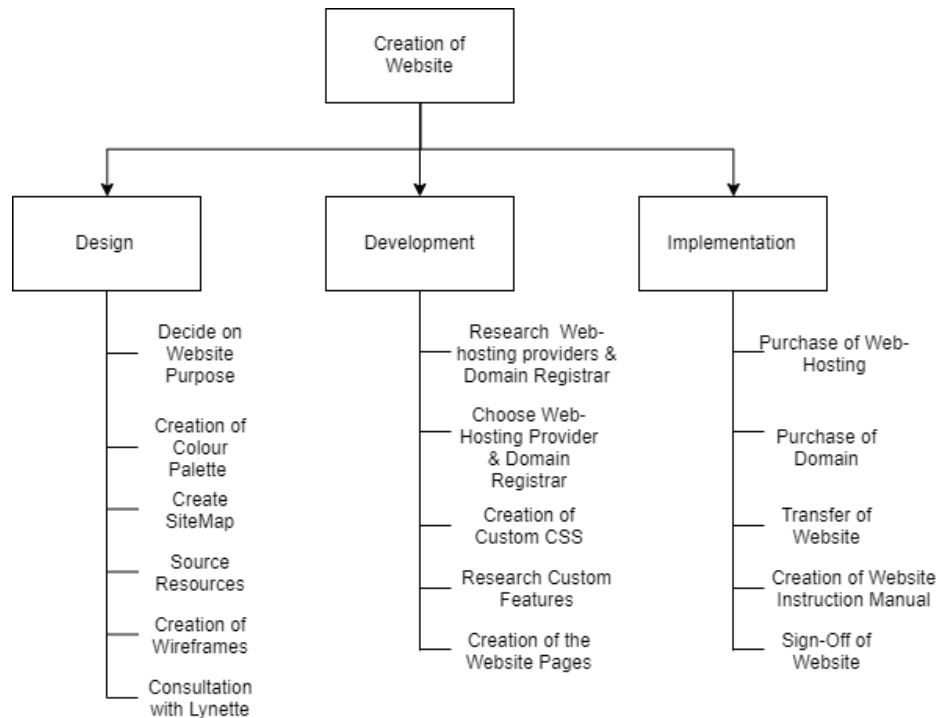 Creation of
Website
Design
Development
Implementation
Decide on
Website
Purpose
Creation of
Colour
Palette
Create
SiteMap
Source
Resources
Creation of
Wireframes
Consultation
with Lynette
Research Web-
hosting providers &
Domain Registrar
Choose Web-
Hosting Provider
& Domain
Registrar
Creation of
Custom CSS
Research Custom
Features
Creation of the
Website Pages
Purchase of Web-
Hosting
Purchase of
Domain
Transfer of
Website
Creation of Website
Instruction Manual
Sign-Off of
Website